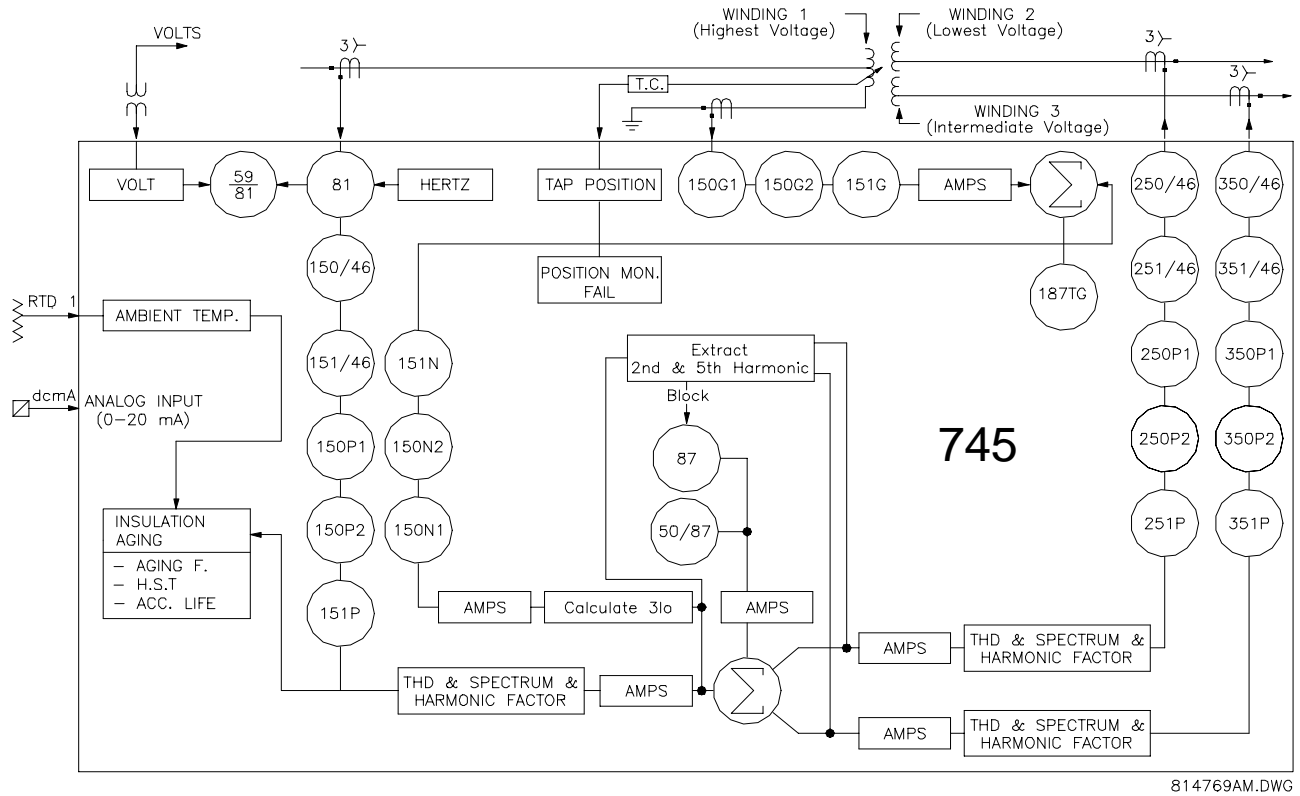 WINDING 1
(Highest Voltage)
WINDING 2
(Lowest Voltage)
VOLTS
3
3
3
T.C.
WINDING 3
(Intermediate Voltage)
VOLT
59
81
81
HERTZ
TAP POSITION
150G1
150G2
151G
AMPS
Σ
250/46
350/46
150/46
POSITION MON.
FAIL
187TG
251/46
351/46
RTD 1
AMBIENT TEMP.
151/46
151N
Extract
2nd & 5th Harmonic
250P1
350P1
Block
dcmA
ANALOG INPUT
(0-20 mA)
150P1
150N2
87
745
250P2
350P2
INSULATION
AGING
- AGING F.
- H.S.T
- ACC. LIFE
150P2
150N1
50/87
251P
351P
151P
AMPS
Calculate 3Io
AMPS
AMPS
THD & SPECTRUM &
HARMONIC FACTOR
THD & SPECTRUM &
HARMONIC FACTOR
AMPS
Σ
AMPS
THD & SPECTRUM &
HARMONIC FACTOR
814769AM.DWG